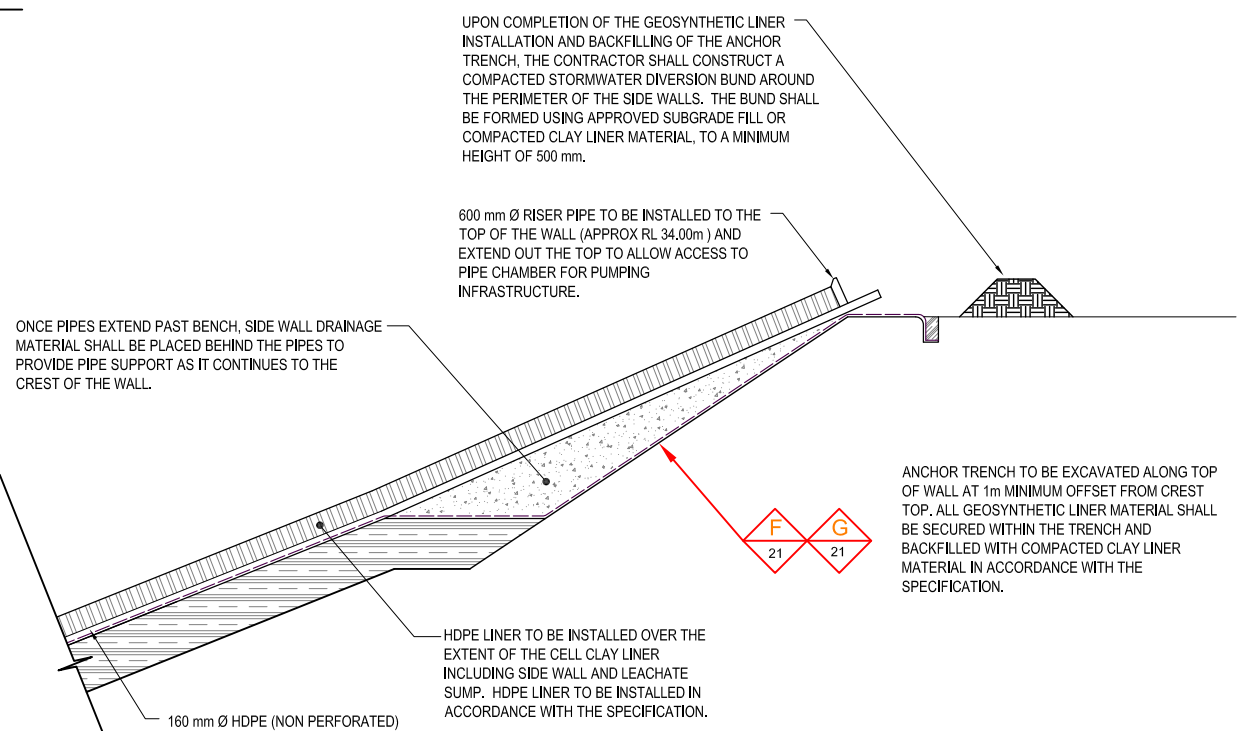 UPON COMPLETION OF THE GEOSYNTHETIC LINER
INSTALLATION AND BACKFILLING OF THE ANCHOR
TRENCH, THE CONTRACTOR SHALL CONSTRUCT A
COMPACTED STORMWATER DIVERSION BUND AROUND
THE PERIMETER OF THE SIDE WALLS. THE BUND SHALL
BE FORMED USING APPROVED SUBGRADE FILL OR
COMPACTED CLAY LINER MATERIAL, TO A MINIMUM
HEIGHT OF 500 mm.
600 mm Ø RISER PIPE TO BE INSTALLED TO THE
TOP OF THE WALL (APPROX RL 34.00m ) AND
EXTEND OUT THE TOP TO ALLOW ACCESS TO
PIPE CHAMBER FOR PUMPING
INFRASTRUCTURE.
ONCE PIPES EXTEND PAST BENCH, SIDE WALL DRAINAGE
MATERIAL SHALL BE PLACED BEHIND THE PIPES TO
PROVIDE PIPE SUPPORT AS IT CONTINUES TO THE
CREST OF THE WALL.
F G
21 21
ANCHOR TRENCH TO BE EXCAVATED ALONG TOP
OF WALL AT 1m MINIMUM OFFSET FROM CREST
TOP. ALL GEOSYNTHETIC LINER MATERIAL SHALL
BE SECURED WITHIN THE TRENCH AND
BACKFILLED WITH COMPACTED CLAY LINER
MATERIAL IN ACCORDANCE WITH THE
SPECIFICATION.
HDPE LINER TO BE INSTALLED OVER THE
EXTENT OF THE CELL CLAY LINER
INCLUDING SIDE WALL AND LEACHATE
SUMP. HDPE LINER TO BE INSTALLED IN
ACCORDANCE WITH THE SPECIFICATION.
160 mm Ø HDPE (NON PERFORATED)